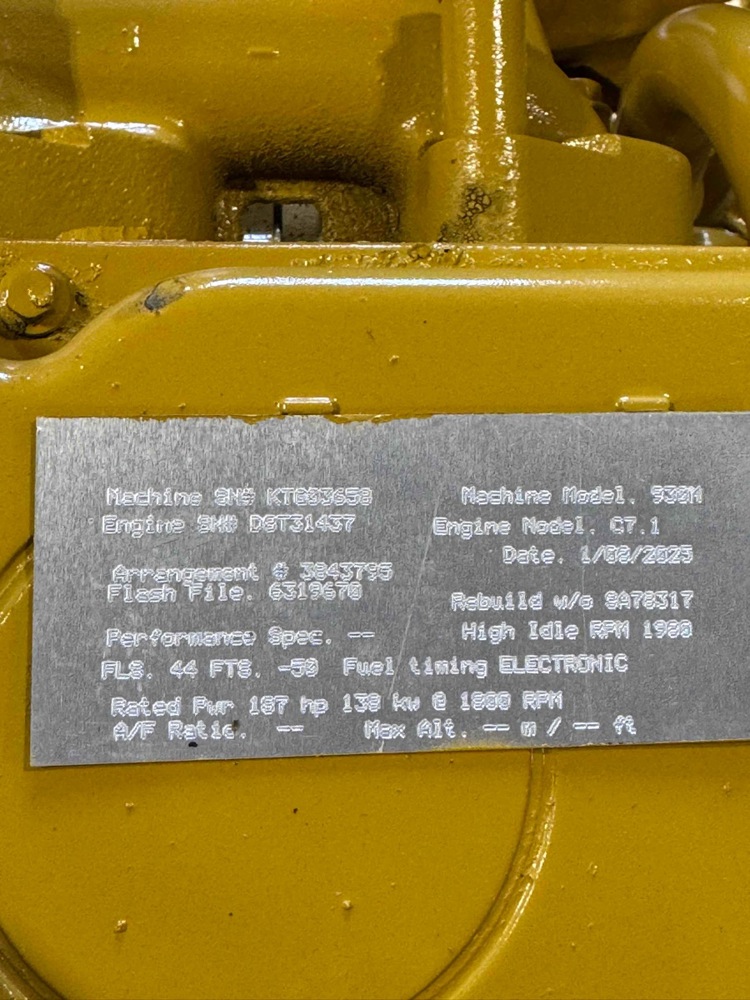 Machine SN# KTG03658 Machine Model. 930M
Engine SN# D8T31437 Engine Model. C7.1
Date. 1/08/2025
Arrangement # 3843795
Flash File. 6319670
Rebuild w/o SA78317
Performance Spec. -- High Idle RPM 1980
FLS. 44 FTS. -50 Fuel timing ELECTRONIC
Rated Pwr 187 hp 139 kw @ 1800 RPM
A/F Ratio. -- Max Alt. -- m / -- ft